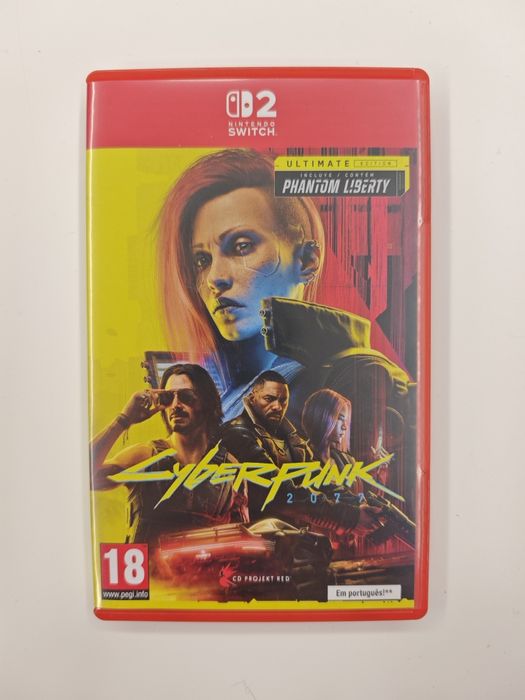 2
NINTENDO
SWITCH
ULTIMATE EDITION
INCLUYE / CONTÉM
PHANTOM LIBERTY
CYBERPUNK
2077
18
www.pegi.info
CD PROJEKT RED
Em português!**